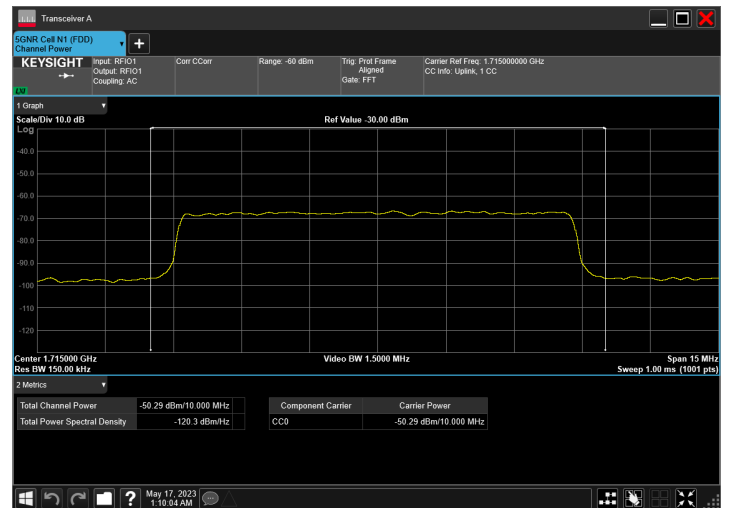 Transceiver A
5GNR Cell N1 (FDD)
Channel Power
KEYSIGHT
LXI
Input: RFIO1
Output: RFIO1
Coupling: AC
Corr CCorr
Range: -60 dBm
Trig: Prot Frame
Aligned
Gate: FFT
Carrier Ref Freq: 1.715000000 GHz
CC Info: Uplink, 1 CC
1 Graph
Scale/Div 10.0 dB
Ref Value -30.00 dBm
Log
-40.0
-50.0
-60.0
-70.0
-80.0
-90.0
-100
-110
-120
Center 1.715000 GHz
Video BW 1.5000 MHz
Span 15 MHz
Res BW 150.00 kHz
Sweep 1.00 ms (1001 pts)
2 Metrics
Total Channel Power -50.29 dBm/10.000 MHz
Total Power Spectral Density -120.3 dBm/Hz
Component Carrier Carrier Power
CC0 -50.29 dBm/10.000 MHz
?
May 17, 2023
1:10:04 AM